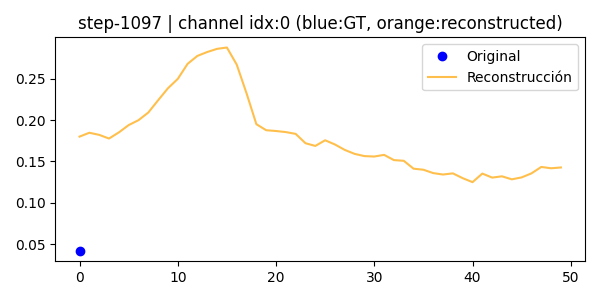 step-1097 | channel idx:0 (blue:GT, orange:reconstructed)
Original
Reconstrucción
0.25
0.20
0.15
0.10
0.05
0 10 20 30 40 50